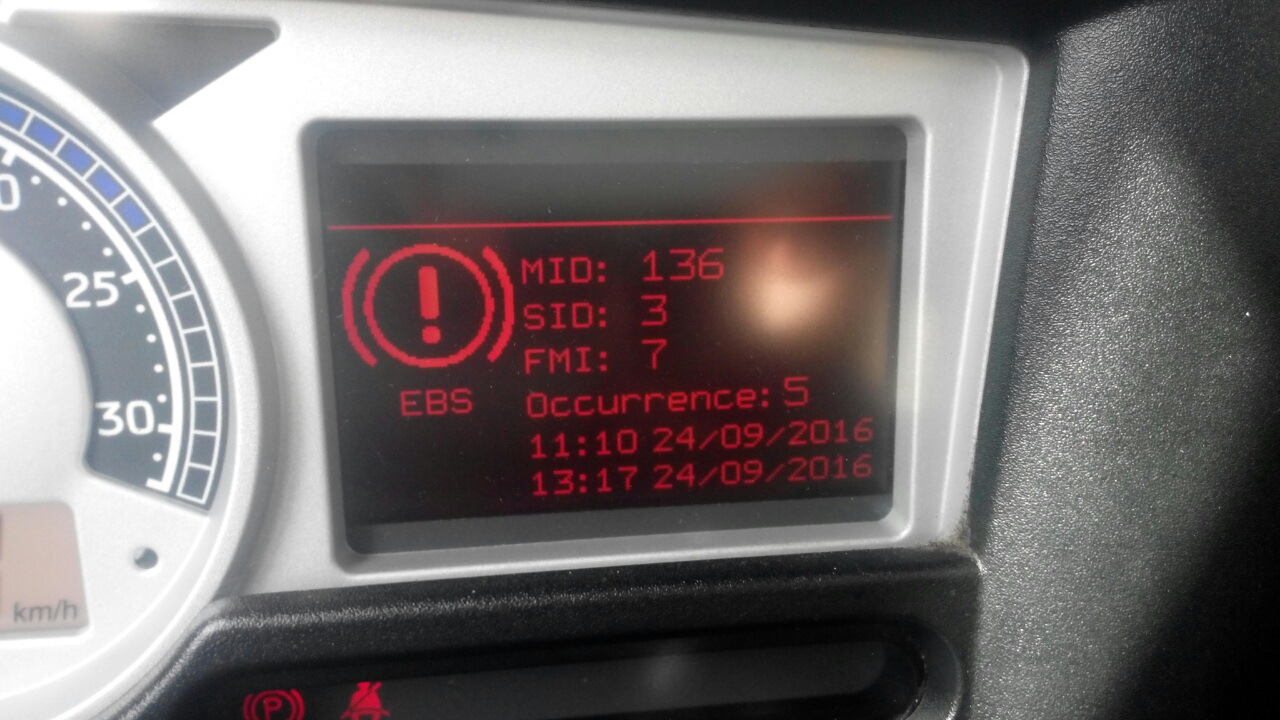 MID: 136
SID: 3
FMI: 7
EBS
Occurrence: 5
11:10 24/09/2016
13:17 24/09/2016
25
30
km/h
P